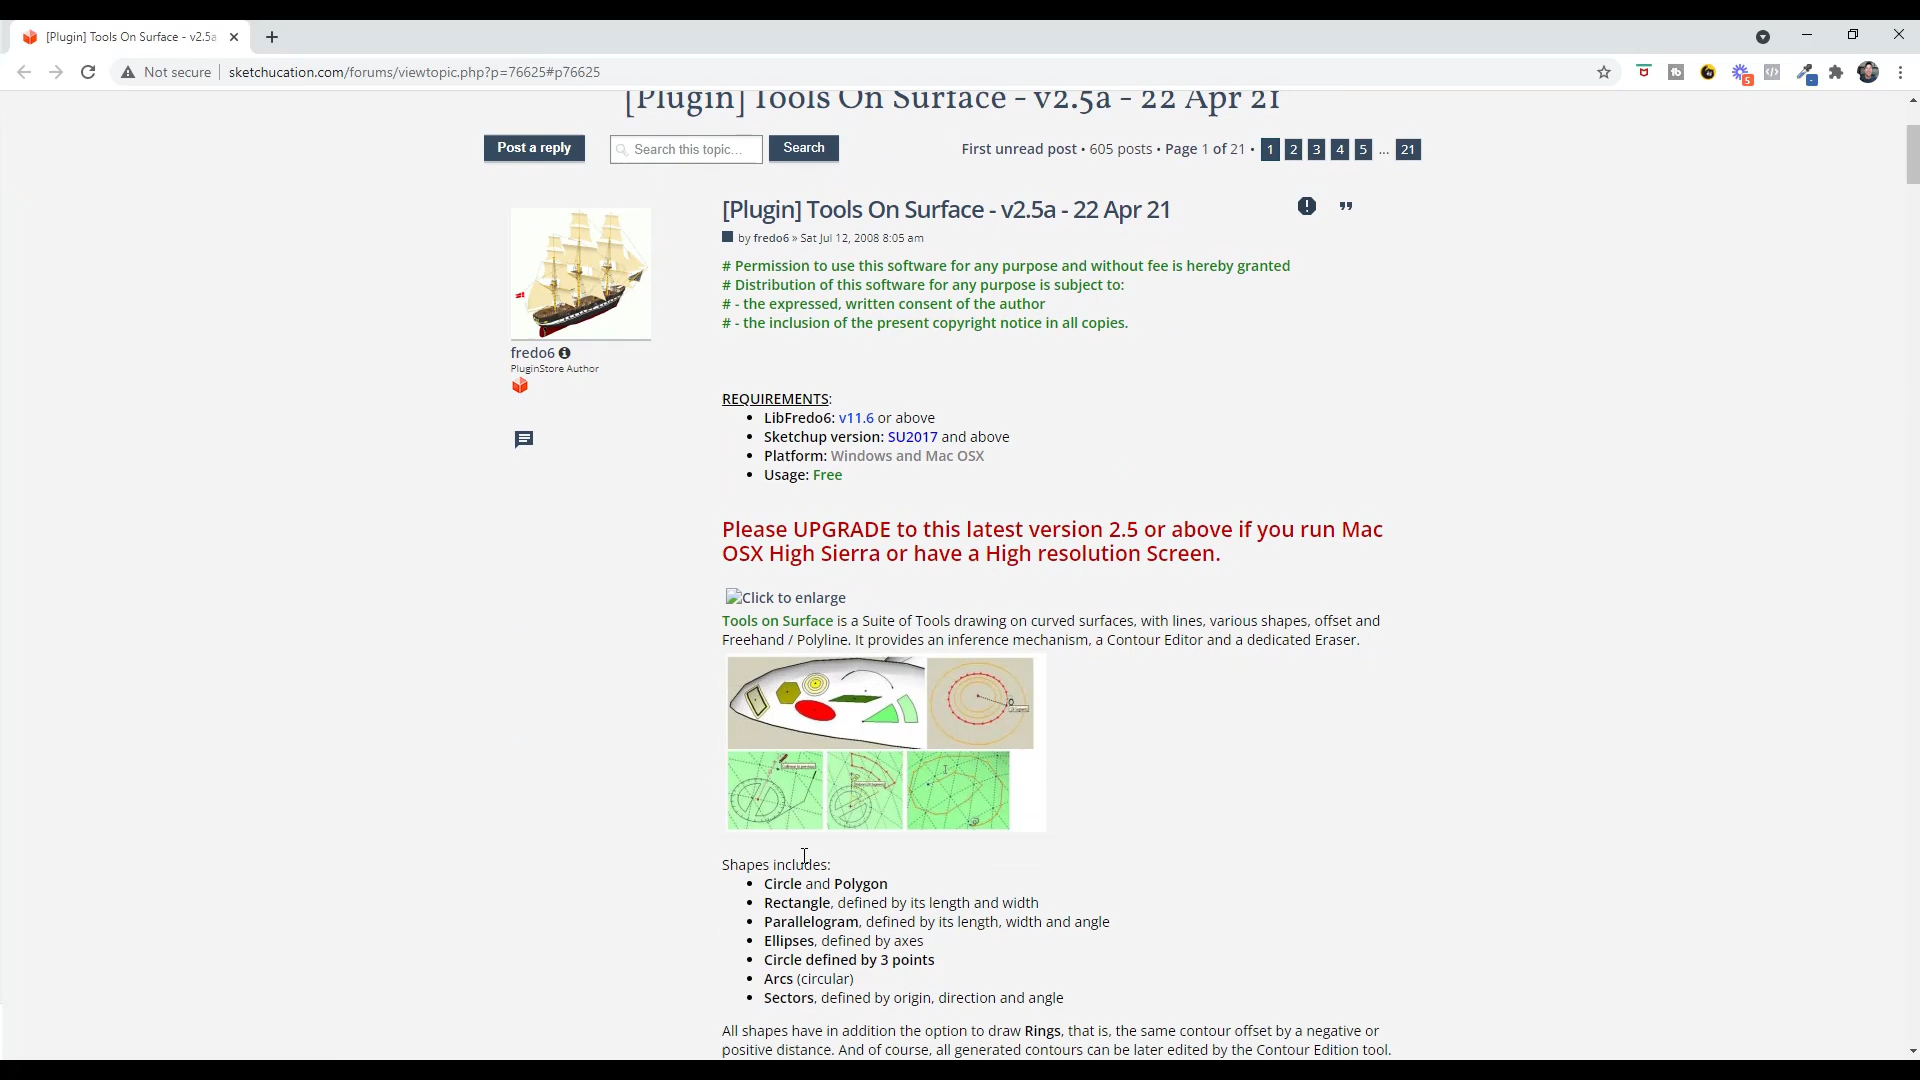 [Plugin] Tools On Surface - v2.5a
Not secure
sketchucation.com/forums/viewtopic.php?p=76625#p76625
[Plugin] Tools On Surface - v2.5a - 22 Apr 21
Post a reply
Search this topic…
Search
First unread post • 605 posts • Page 1 of 21 • 1 2 3 4 5 ... 21
[Plugin] Tools On Surface - v2.5a - 22 Apr 21
by fredo6 » Sat Jul 12, 2008 8:05 am
# Permission to use this software for any purpose and without fee is hereby granted
# Distribution of this software for any purpose is subject to:
# - the expressed, written consent of the author
# - the inclusion of the present copyright notice in all copies.
fredo6
PluginStore Author
REQUIREMENTS:
• LibFredo6: v11.6 or above
• Sketchup version: SU2017 and above
• Platform: Windows and Mac OSX
• Usage: Free
Please UPGRADE to this latest version 2.5 or above if you run Mac
OSX High Sierra or have a High resolution Screen.
Click to enlarge
Tools on Surface is a Suite of Tools drawing on curved surfaces, with lines, various shapes, offset and
Freehand / Polyline. It provides an inference mechanism, a Contour Editor and a dedicated Eraser.
Shapes includes:
• Circle and Polygon
• Rectangle, defined by its length and width
• Parallelogram, defined by its length, width and angle
• Ellipses, defined by axes
• Circle defined by 3 points
• Arcs (circular)
• Sectors, defined by origin, direction and angle
All shapes have in addition the option to draw Rings, that is, the same contour offset by a negative or
positive distance. And of course, all generated contours can be later edited by the Contour Edition tool.